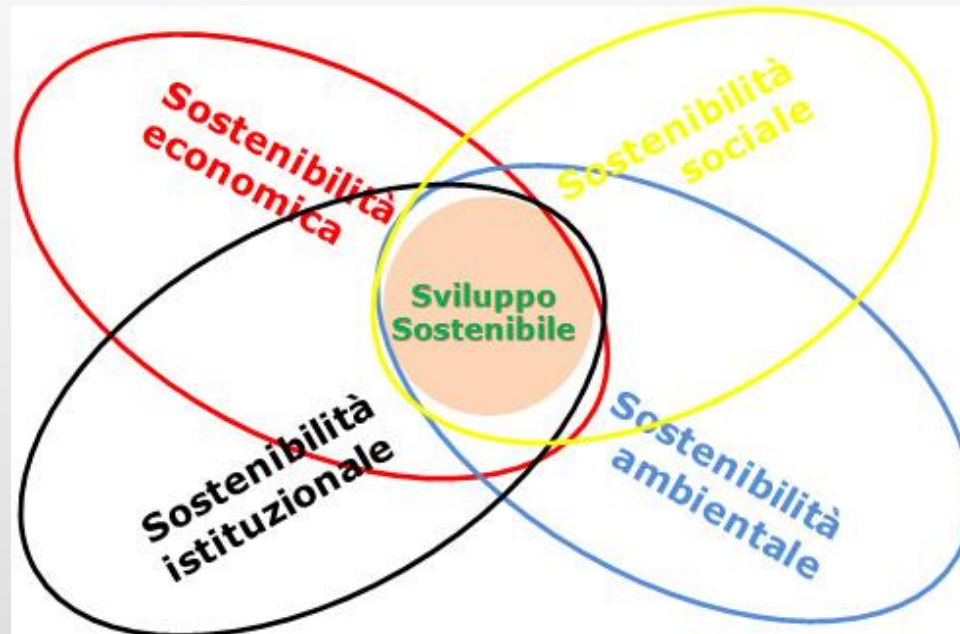 Sostenibilità
economica
Sostenibilità
sociale
Sviluppo
Sostenibile
Sostenibilità
istituzionale
Sostenibilità
ambientale